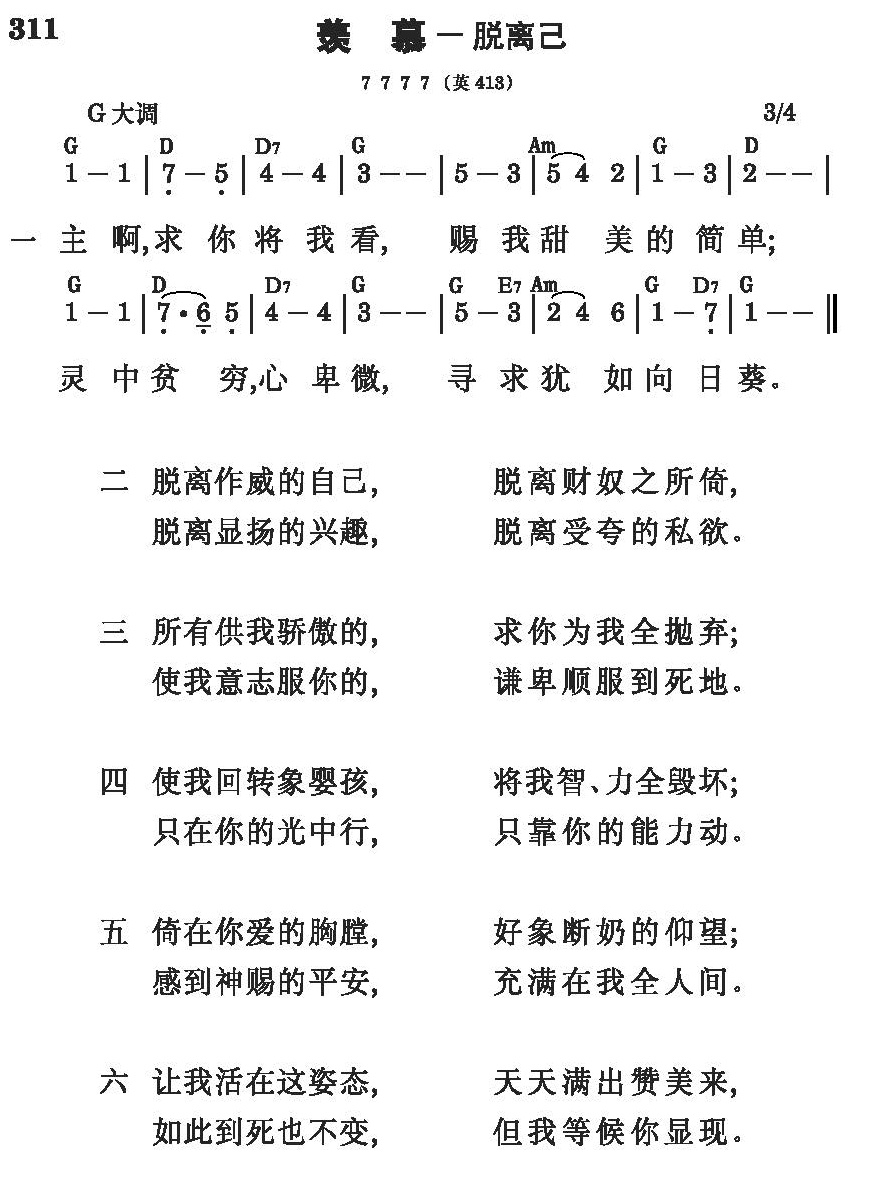 311
羨 慕－脱离己
7 7 7 7（英413）
G大调 3/4
G D D7 G Am G D
1 － 1 | 7 － 5 | 4 － 4 | 3 － － | 5 － 3 | 5 4 2 | 1 － 3 | 2 － － |
一 主 啊,求 你 将 我 看, 赐 我 甜 美 的 简 单;
G D D7 G G E7 Am G D7 G
1 － 1 | 7 · 6 5 | 4 － 4 | 3 － － | 5 － 3 | 2 4 6 | 1 － 7 | 1 － － ‖
灵 中 贫 穷,心 卑 微, 寻 求 犹 如 向 日 葵。
二 脱离作威的自己, 脱离财奴之所倚,
脱离显扬的兴趣, 脱离受夸的私欲。
三 所有供我骄傲的, 求你为我全抛弃;
使我意志服你的, 谦卑顺服到死地。
四 使我回转象婴孩, 将我智、力全毁坏;
只在你的光中行, 只靠你的能力动。
五 倚在你爱的胸膛, 好象断奶的仰望;
感到神赐的平安, 充满在我全人间。
六 让我活在这姿态, 天天满出赞美来,
如此到死也不变, 但我等候你显现。